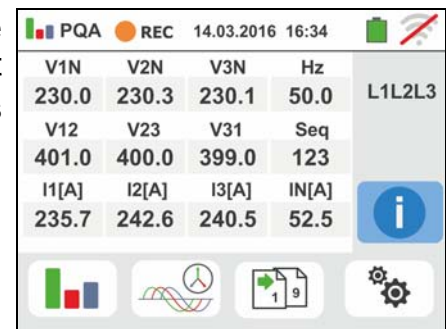 PQA REC 14.03.2016 16:34
V1N V2N V3N Hz
230.0 230.3 230.1 50.0 L1L2L3
V12 V23 V31 Seq
401.0 400.0 399.0 123
I1[A] I2[A] I3[A] IN[A]
235.7 242.6 240.5 52.5
i
1 9